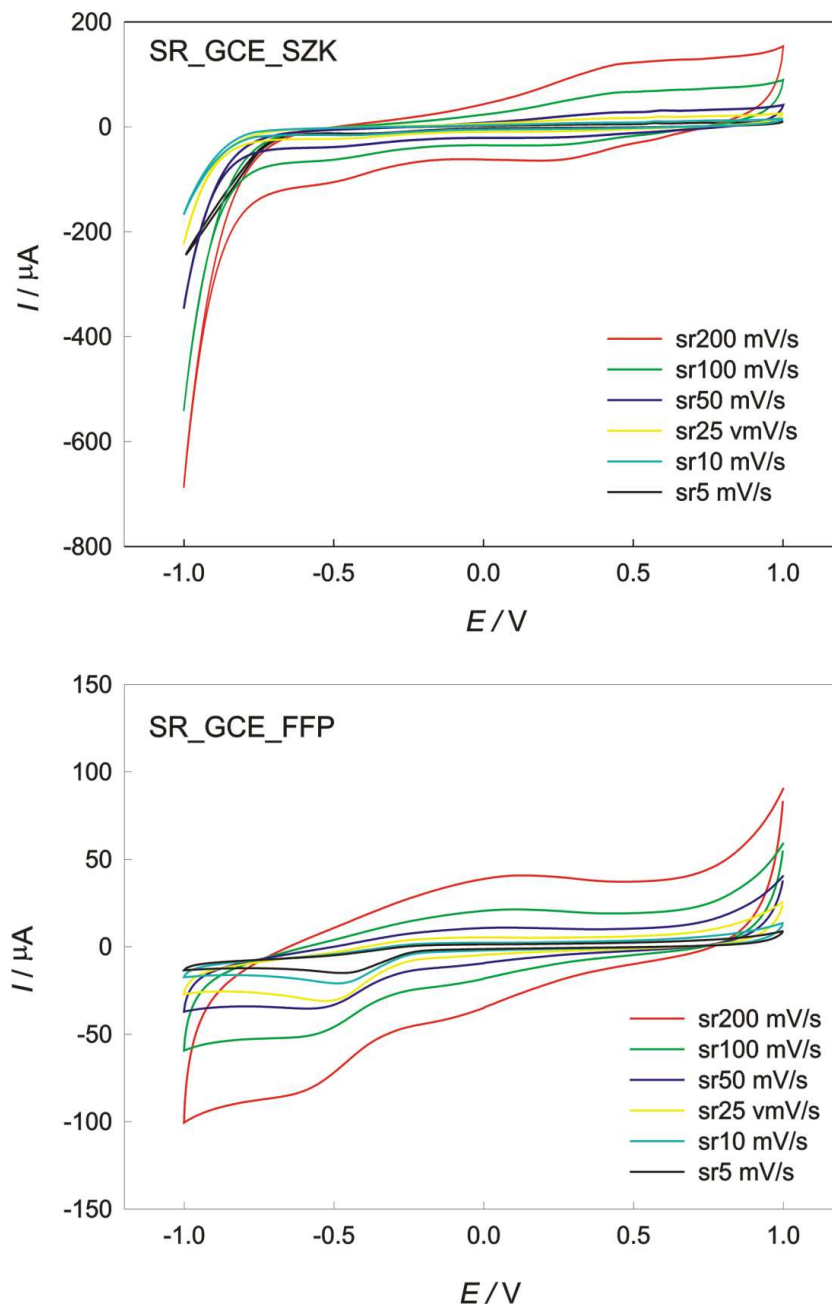 200
SR_GCE_SZK
0
-200
I / µA
sr200 mV/s
sr100 mV/s
-400
sr50 mV/s
sr25 vmV/s
-600
sr10 mV/s
sr5 mV/s
-800
-1.0 -0.5 0.0 0.5 1.0
E / V
150
SR_GCE_FFP
100
50
0
I / µA
sr200 mV/s
-50
sr100 mV/s
sr50 mV/s
sr25 vmV/s
-100
sr10 mV/s
sr5 mV/s
-150
-1.0 -0.5 0.0 0.5 1.0
E / V